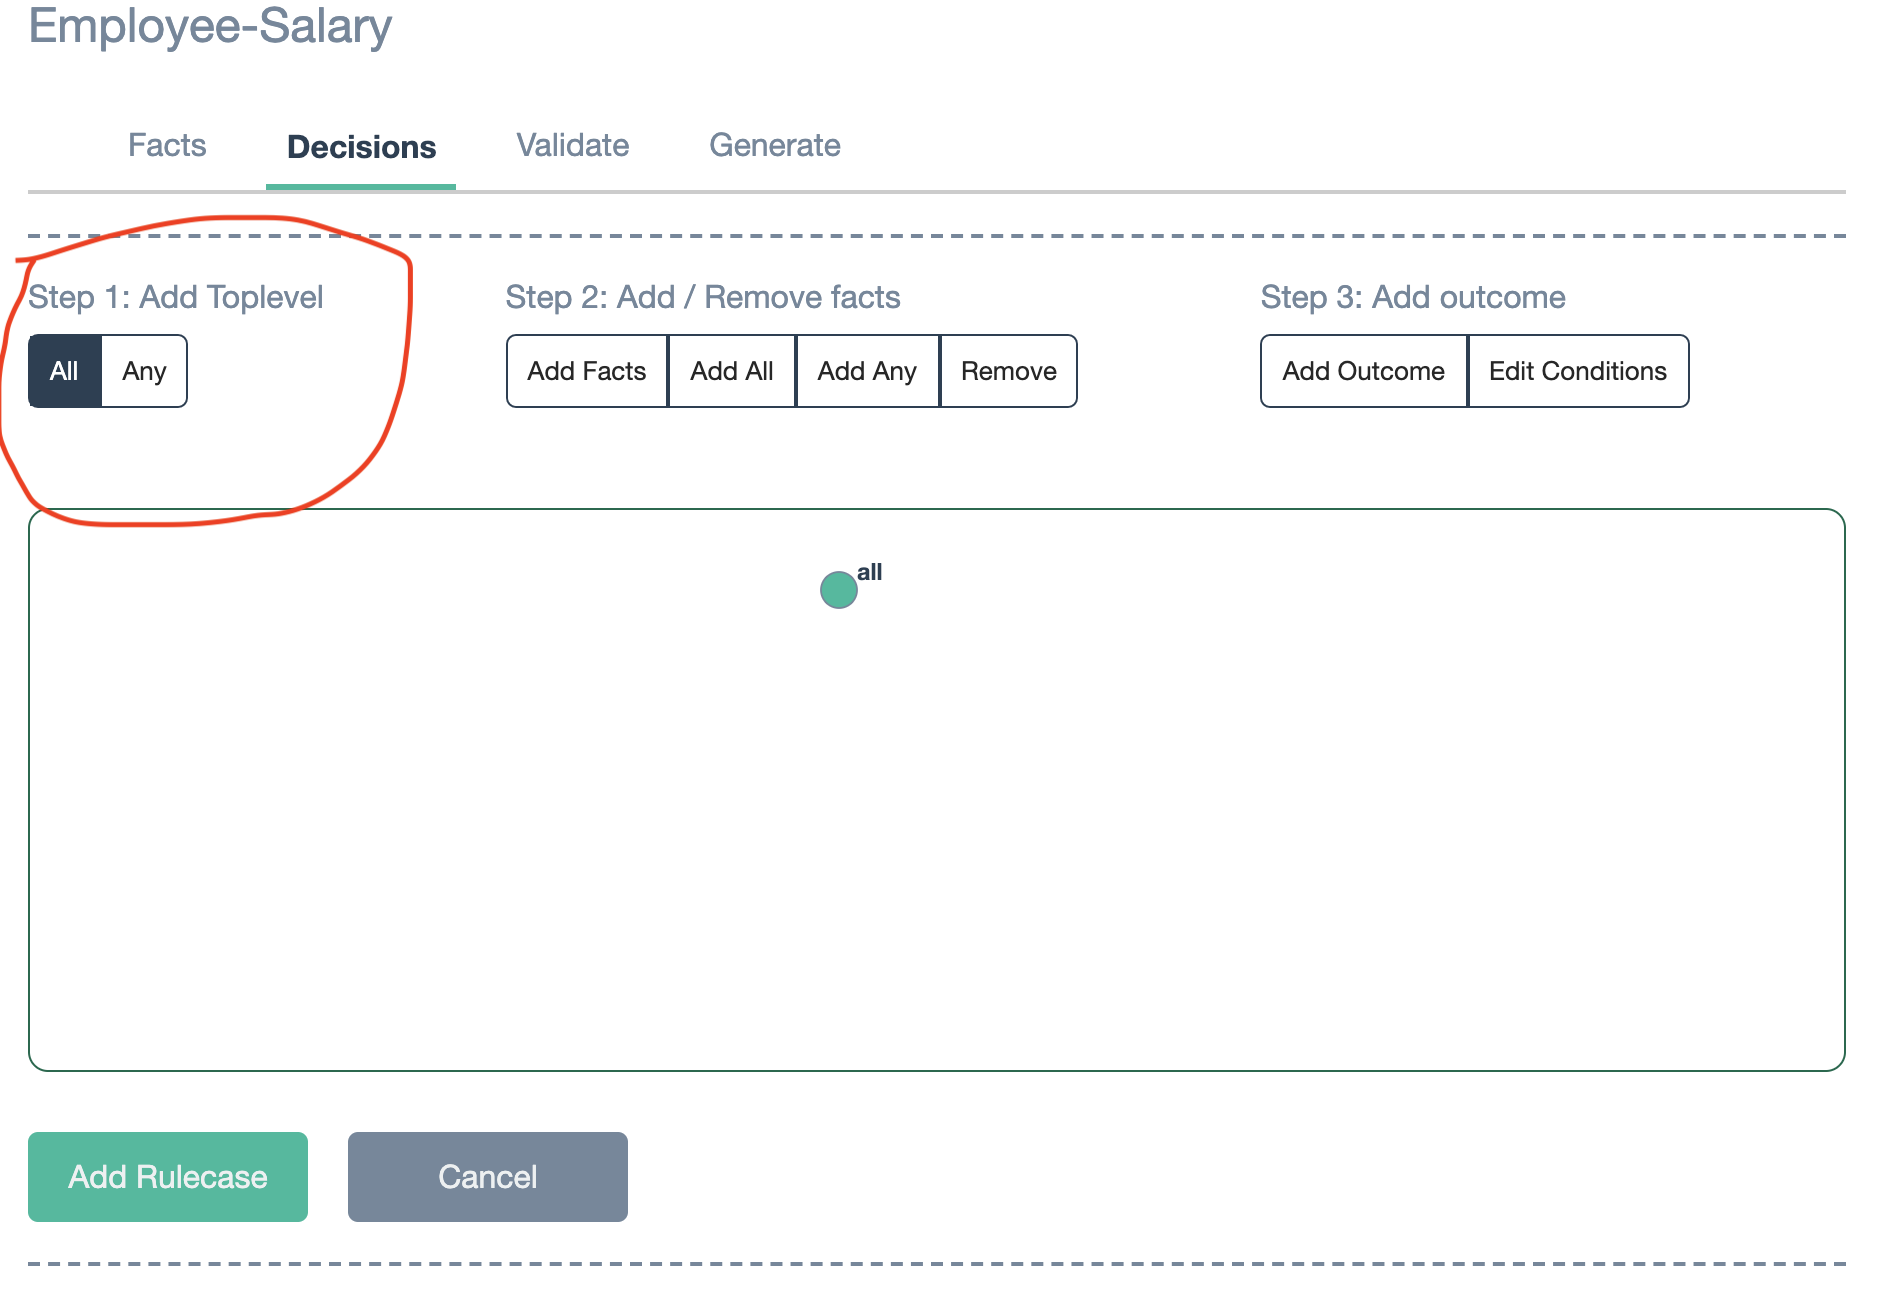 Employee-Salary
Facts Decisions Validate Generate
Step 1: Add Toplevel Step 2: Add / Remove facts Step 3: Add outcome
All Any Add Facts Add All Add Any Remove Add Outcome Edit Conditions
all
Add Rulecase Cancel